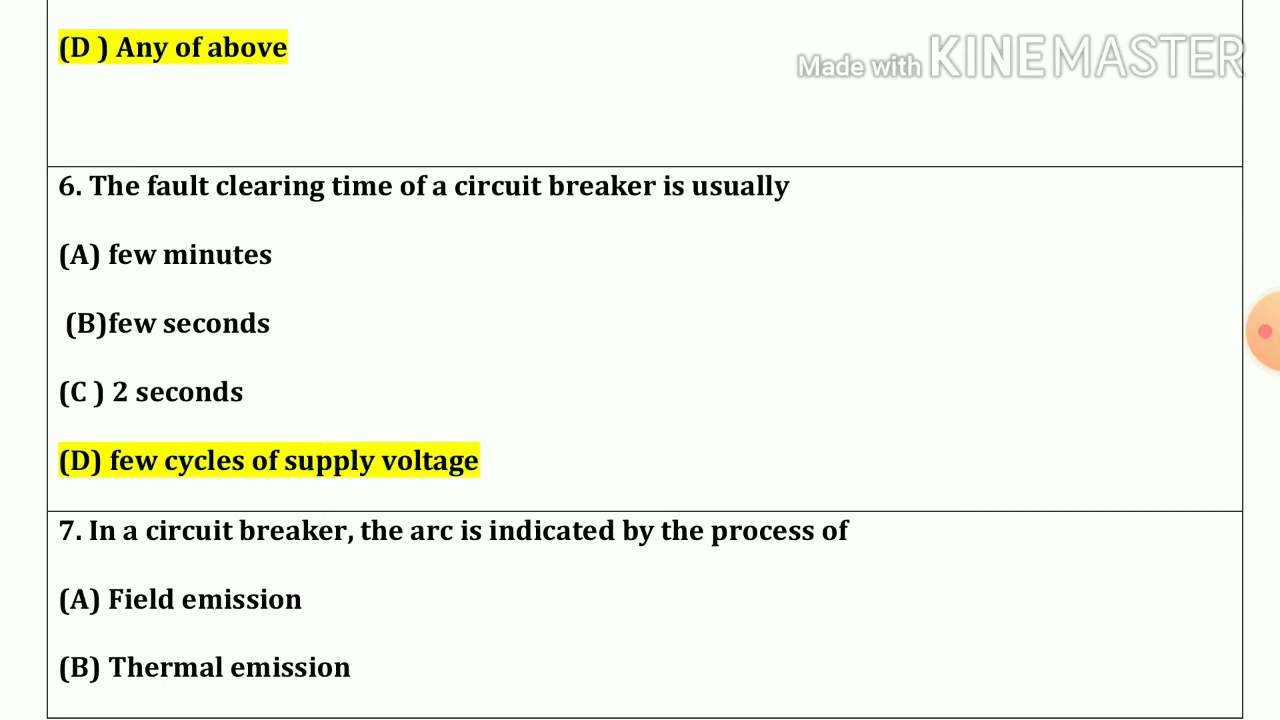 (D ) Any of above
Made with KINEMASTER
6. The fault clearing time of a circuit breaker is usually
(A) few minutes
(B)few seconds
(C ) 2 seconds
(D) few cycles of supply voltage
7. In a circuit breaker, the arc is indicated by the process of
(A) Field emission
(B) Thermal emission